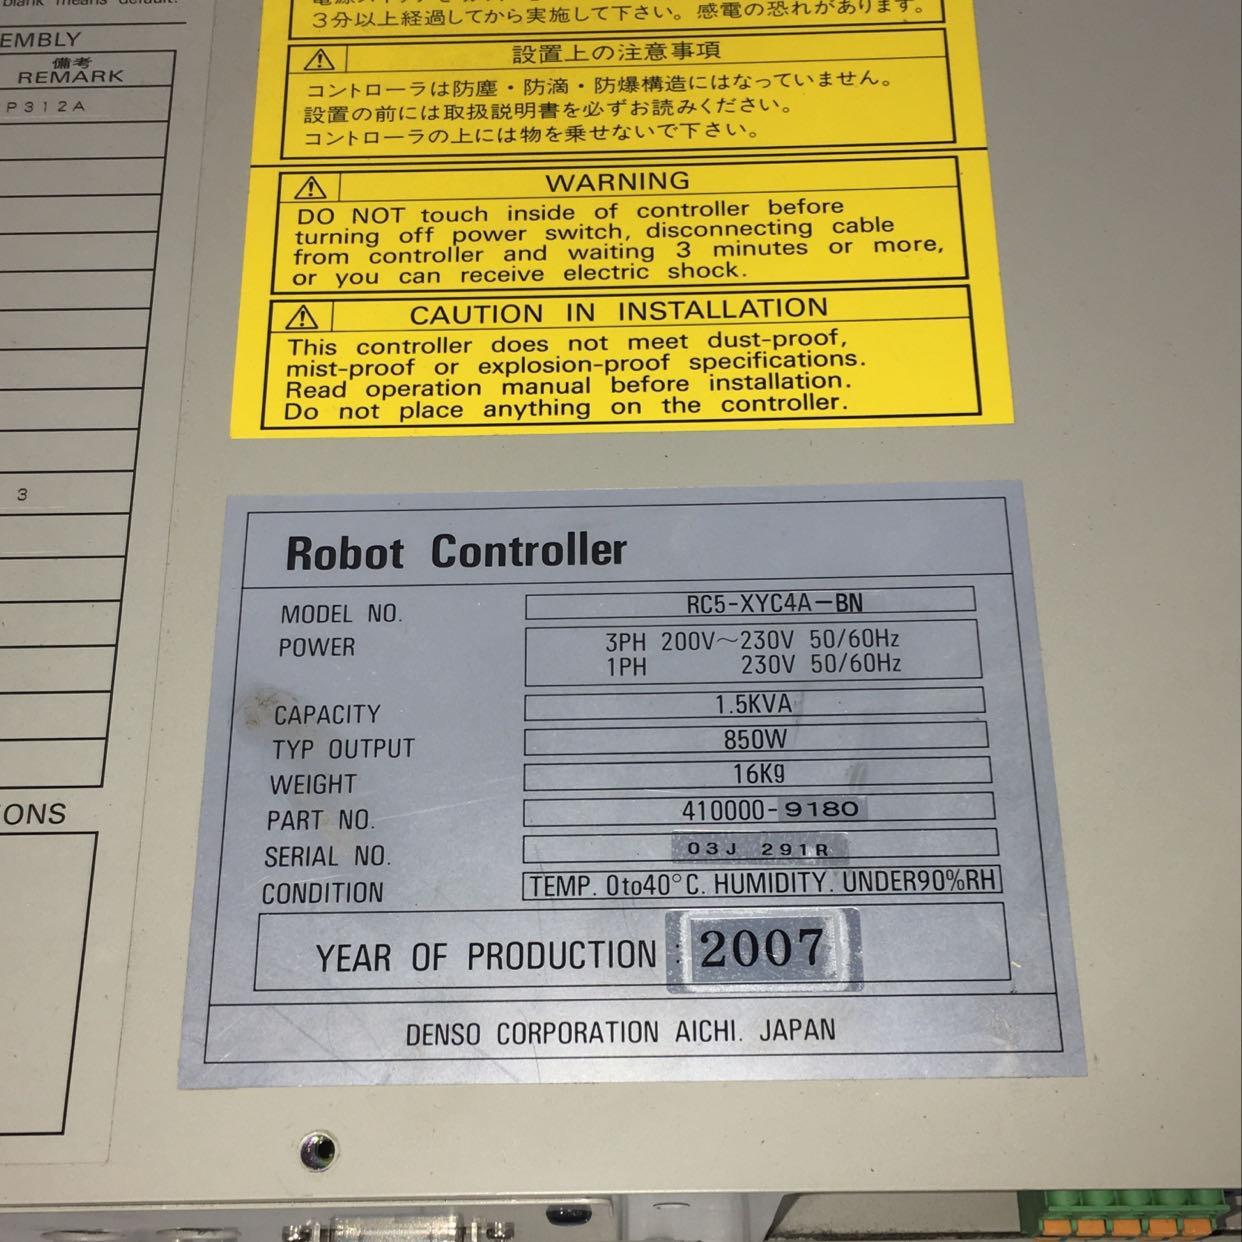 blank means default.
EMBLY
備考
REMARK
P312A
3
ONS
3分以上経過してから実施して下さい。感電の恐れがあります。
設置上の注意事項
コントローラは防塵・防滴・防爆構造にはなっていません。
設置の前には取扱説明書を必ずお読みください。
コントローラの上には物を乗せないで下さい。
WARNING
DO NOT touch inside of controller before
turning off power switch, disconnecting cable
from controller and waiting 3 minutes or more,
or you can receive electric shock.
CAUTION IN INSTALLATION
This controller does not meet dust-proof,
mist-proof or explosion-proof specifications.
Read operation manual before installation.
Do not place anything on the controller.
Robot Controller
MODEL NO. RC5-XYC4A-BN
POWER 3PH 200V~230V 50/60Hz
1PH 230V 50/60Hz
CAPACITY 1.5KVA
TYP OUTPUT 850W
WEIGHT 16Kg
PART NO. 410000-9180
SERIAL NO. 03J 291R
CONDITION TEMP. 0to40°C. HUMIDITY. UNDER90%RH
YEAR OF PRODUCTION : 2007
DENSO CORPORATION AICHI. JAPAN